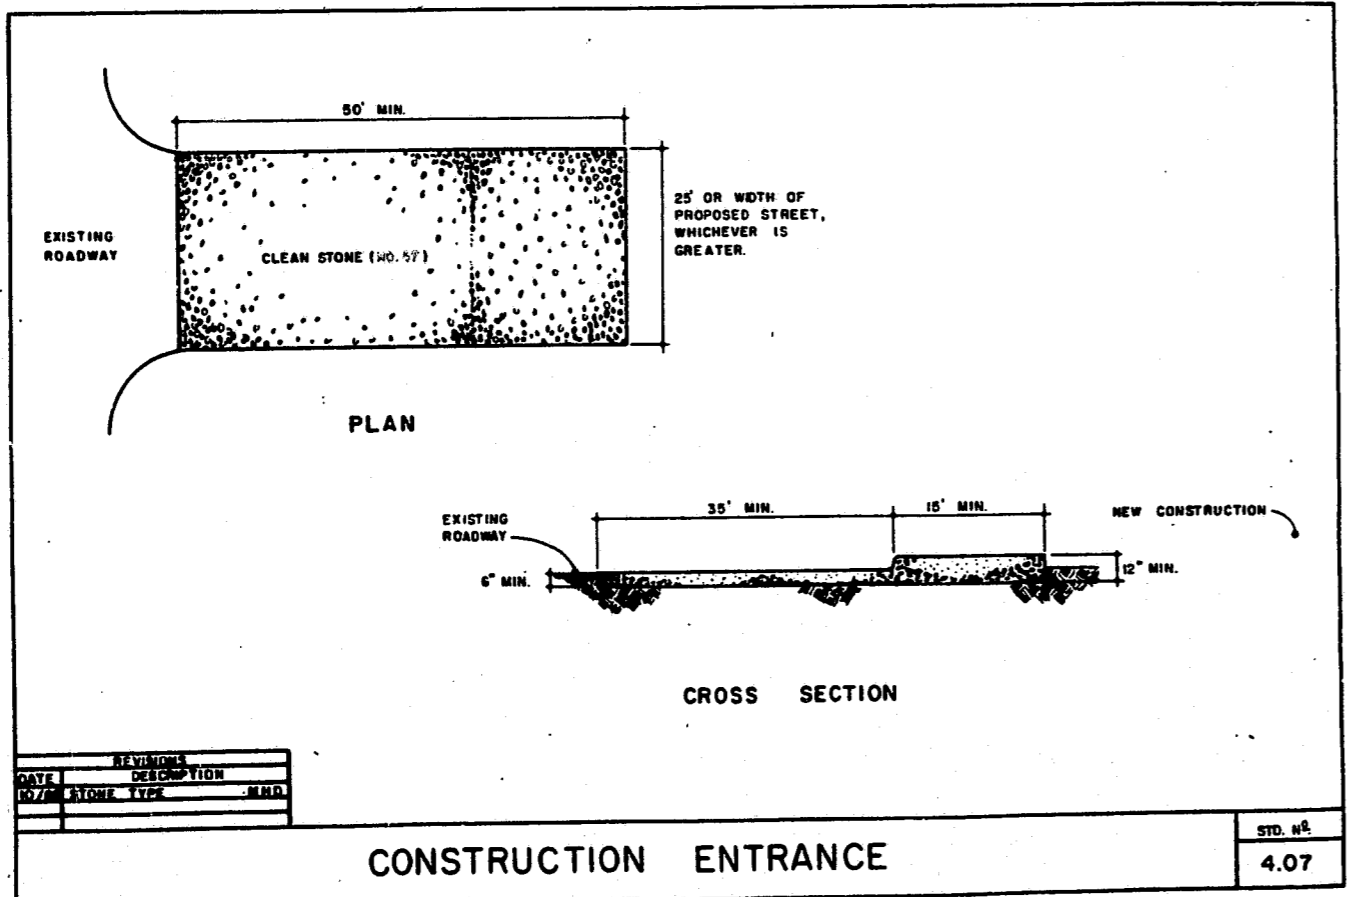 50' MIN.
25' OR WIDTH OF
PROPOSED STREET,
WHICHEVER IS
GREATER.
EXISTING
ROADWAY
CLEAN STONE (NO. 57)
PLAN
35' MIN.
15' MIN.
NEW CONSTRUCTION
EXISTING
ROADWAY
6" MIN.
12" MIN.
CROSS SECTION
REVISIONS
DATE DESCRIPTION
STONE TYPE
CONSTRUCTION ENTRANCE
STD. Nº.
4.07